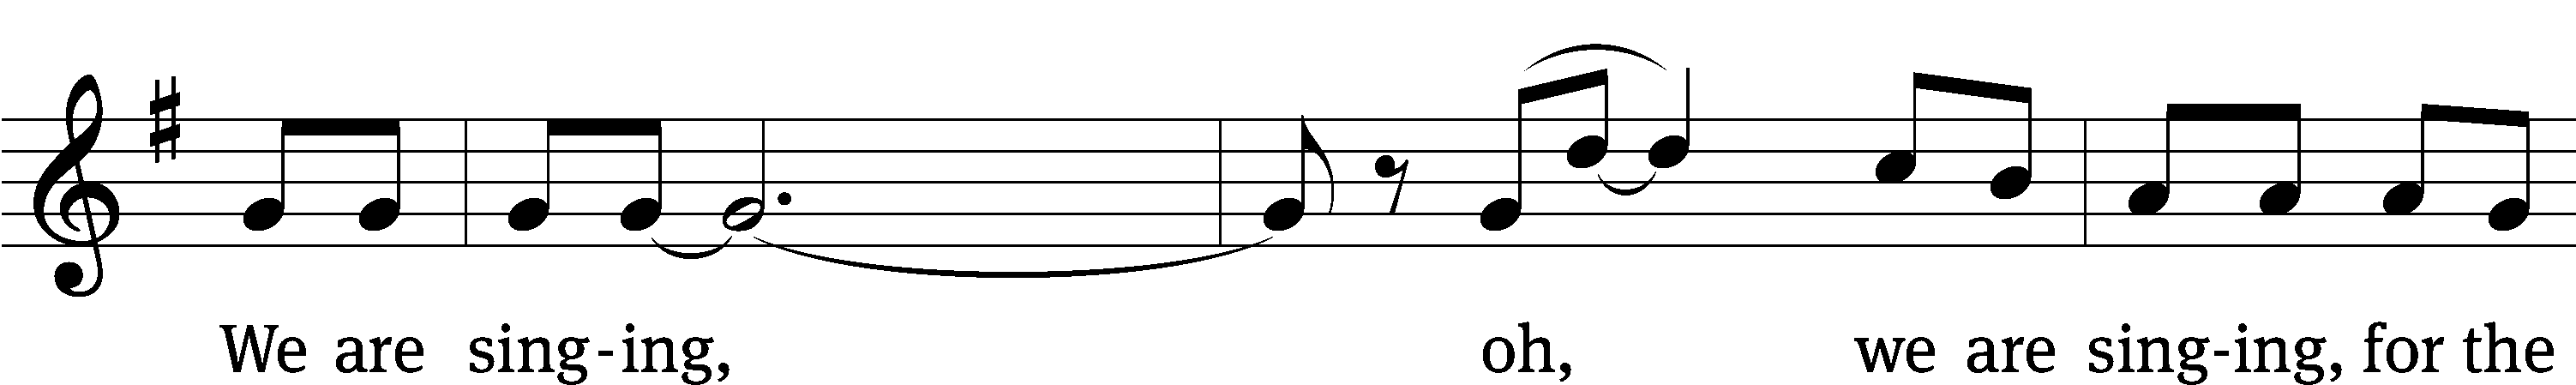 We are sing-ing, oh, we are sing-ing, for the